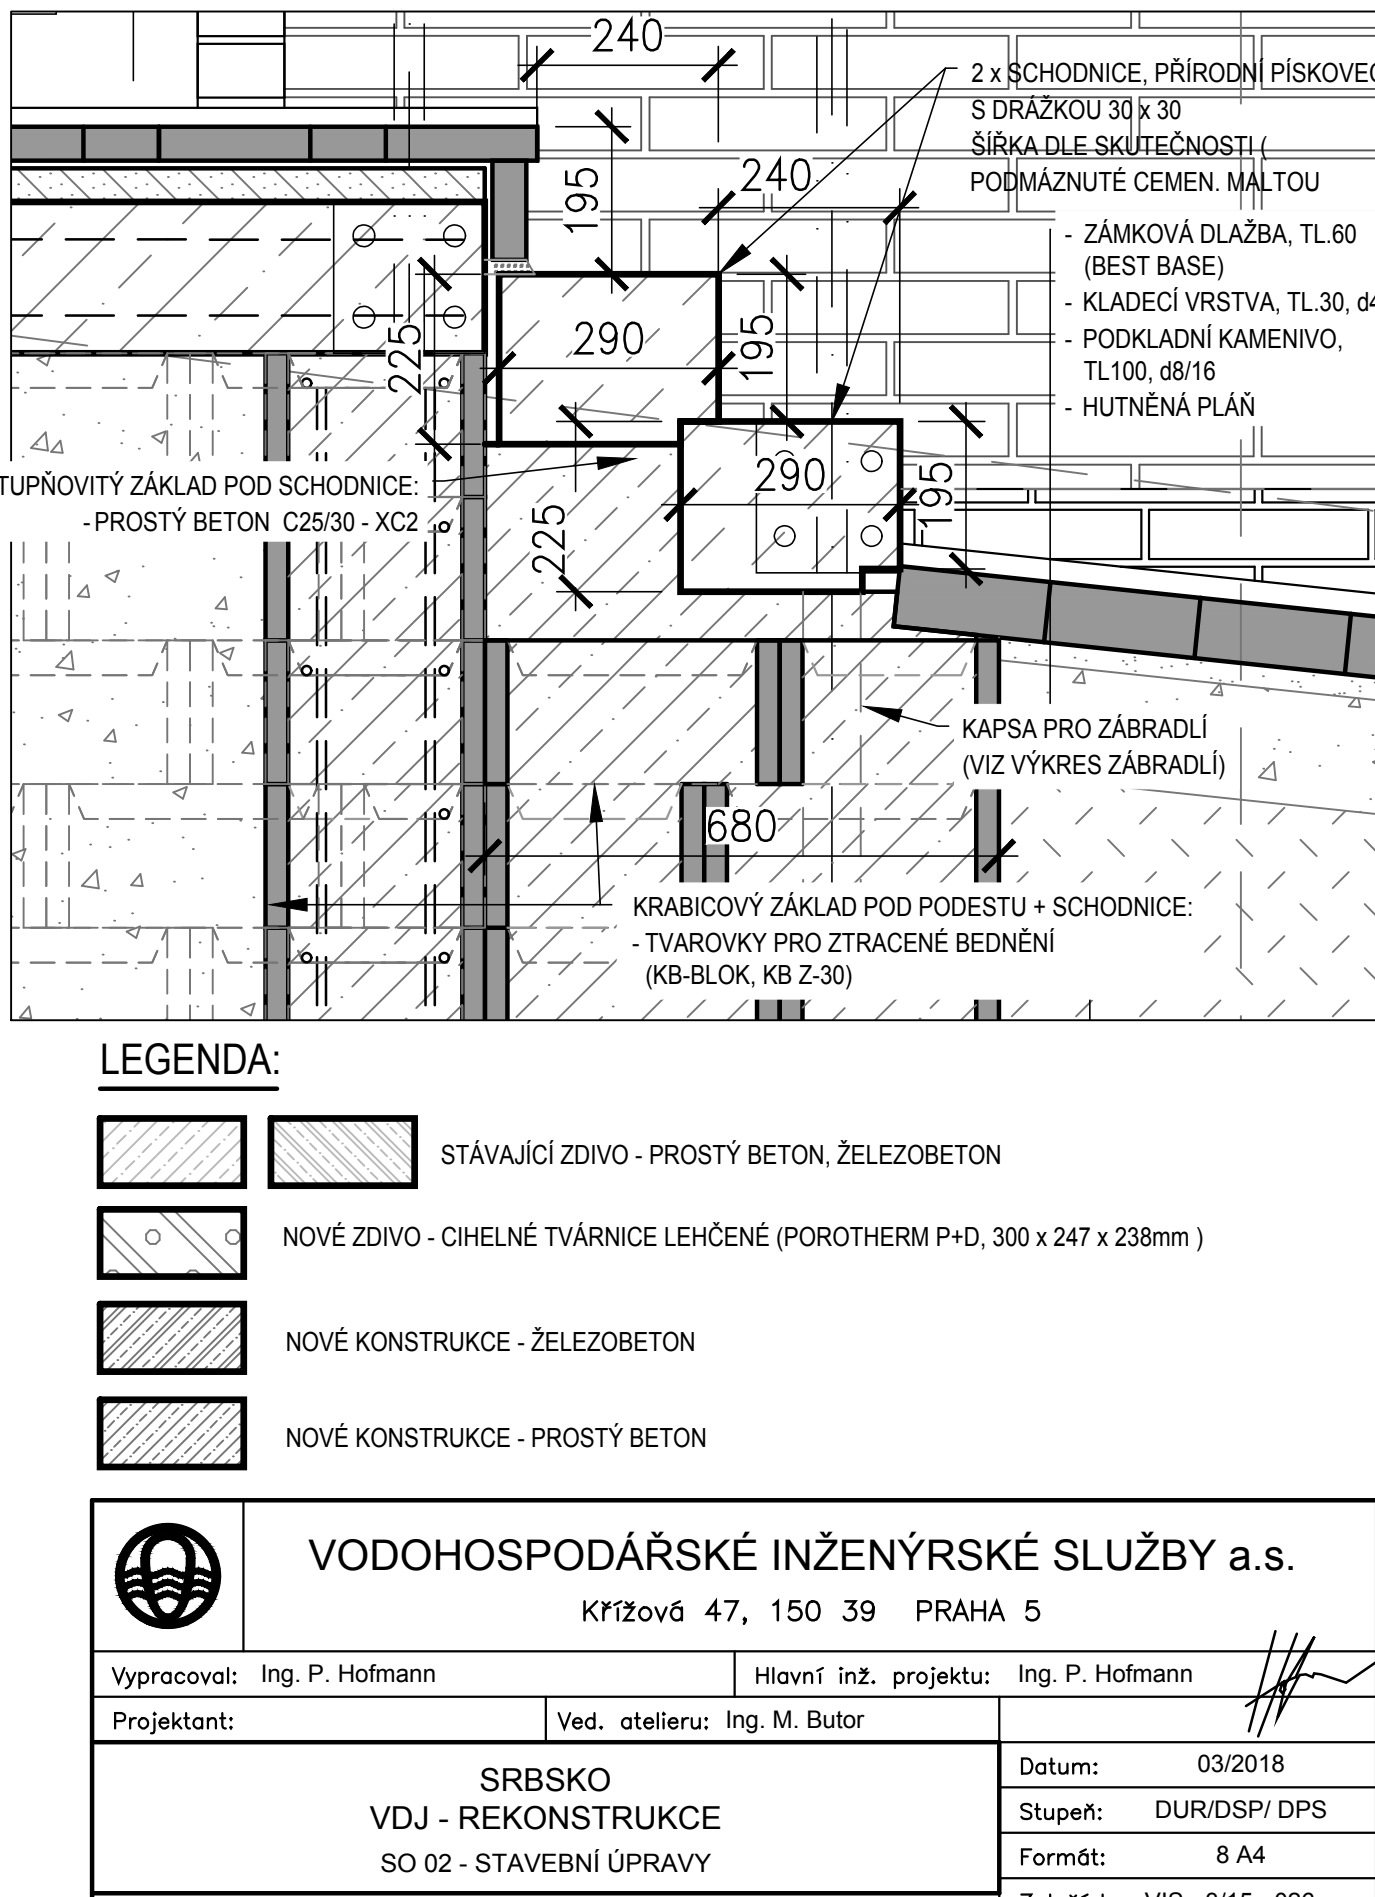 240
2 x SCHODNICE, PŘÍRODNÍ PÍSKOVEC
S DRÁŽKOU 30 x 30
ŠÍŘKA DLE SKUTEČNOSTI (
PODMÁZNUTÉ CEMEN. MALTOU
195
240
- ZÁMKOVÁ DLAŽBA, TL.60
(BEST BASE)
- KLADECÍ VRSTVA, TL.30, d4
- PODKLADNÍ KAMENIVO,
TL100, d8/16
- HUTNĚNÁ PLÁŇ
225
290
195
TUPŇOVITÝ ZÁKLAD POD SCHODNICE:
- PROSTÝ BETON C25/30 - XC2
225
290
195
KAPSA PRO ZÁBRADLÍ
(VIZ VÝKRES ZÁBRADLÍ)
680
KRABICOVÝ ZÁKLAD POD PODESTU + SCHODNICE:
- TVAROVKY PRO ZTRACENÉ BEDNĚNÍ
(KB-BLOK, KB Z-30)
LEGENDA:
STÁVAJÍCÍ ZDIVO - PROSTÝ BETON, ŽELEZOBETON
NOVÉ ZDIVO - CIHELNÉ TVÁRNICE LEHČENÉ (POROTHERM P+D, 300 x 247 x 238mm )
NOVÉ KONSTRUKCE - ŽELEZOBETON
NOVÉ KONSTRUKCE - PROSTÝ BETON
VODOHOSPODÁŘSKÉ INŽENÝRSKÉ SLUŽBY a.s.
Křížová 47, 150 39 PRAHA 5
Vypracoval: Ing. P. Hofmann
Hlavní inž. projektu: Ing. P. Hofmann
Projektant:
Ved. atelieru: Ing. M. Butor
SRBSKO
VDJ - REKONSTRUKCE
SO 02 - STAVEBNÍ ÚPRAVY
Datum: 03/2018
Stupeň: DUR/DSP/ DPS
Formát: 8 A4